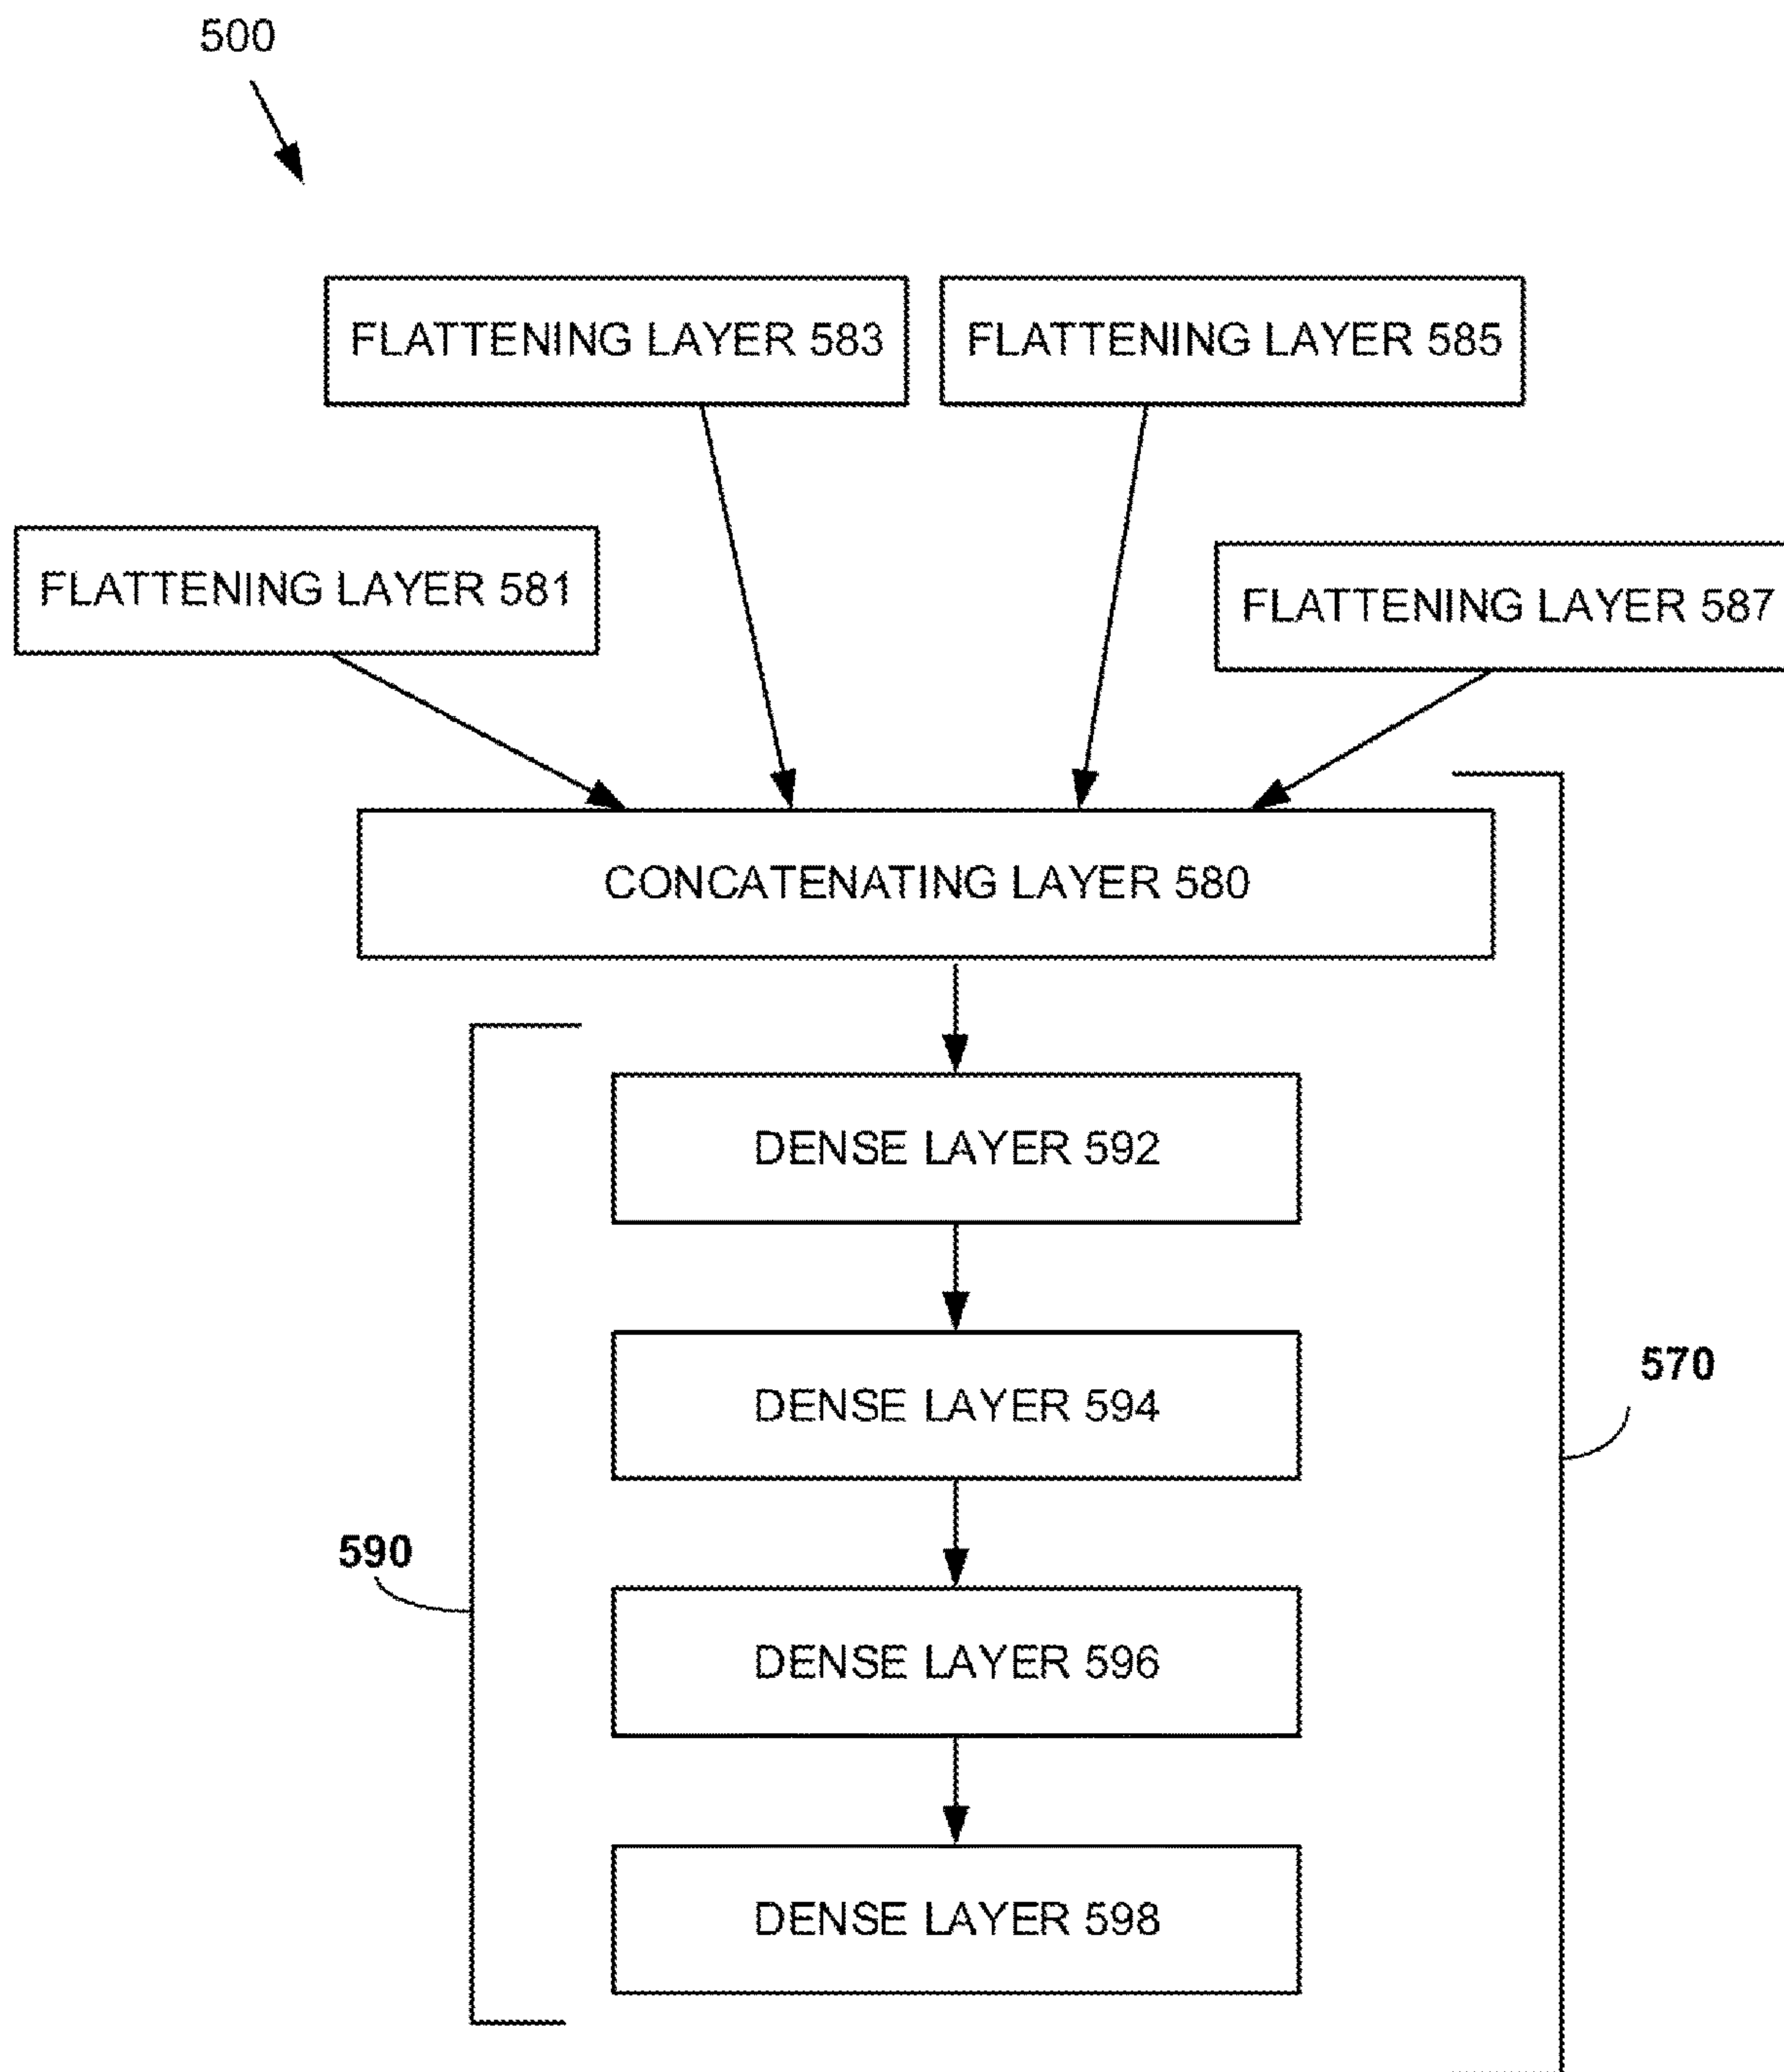 500
FLATTENING LAYER 583
FLATTENING LAYER 585
FLATTENING LAYER 581
FLATTENING LAYER 587
CONCATENATING LAYER 580
DENSE LAYER 592
DENSE LAYER 594
570
590
DENSE LAYER 596
DENSE LAYER 598